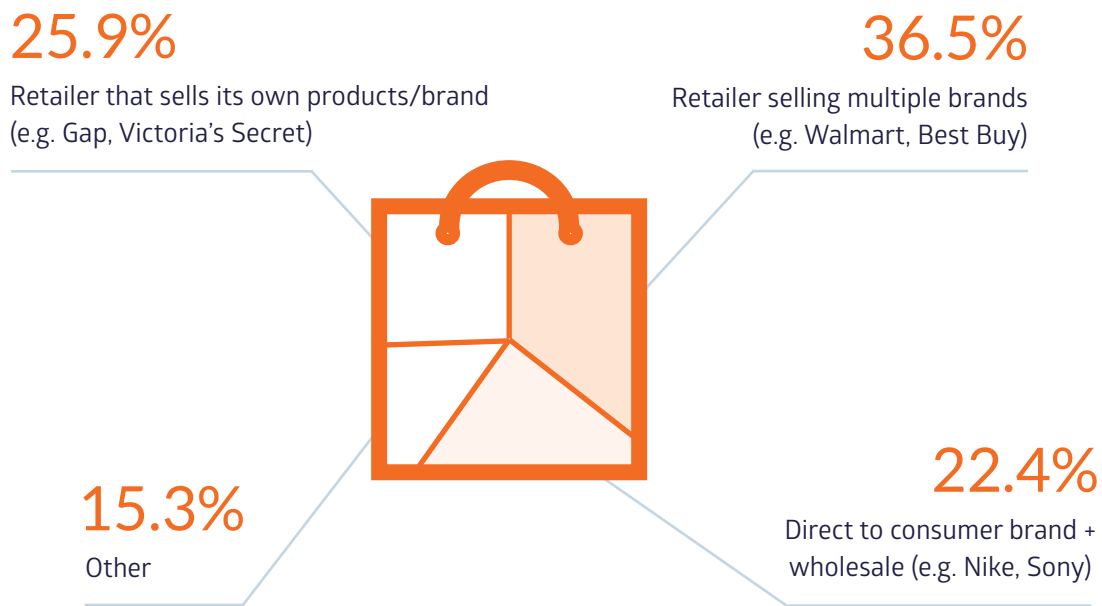 25.9%
Retailer that sells its own products/brand
(e.g. Gap, Victoria's Secret)
36.5%
Retailer selling multiple brands
(e.g. Walmart, Best Buy)
15.3%
Other
22.4%
Direct to consumer brand +
wholesale (e.g. Nike, Sony)